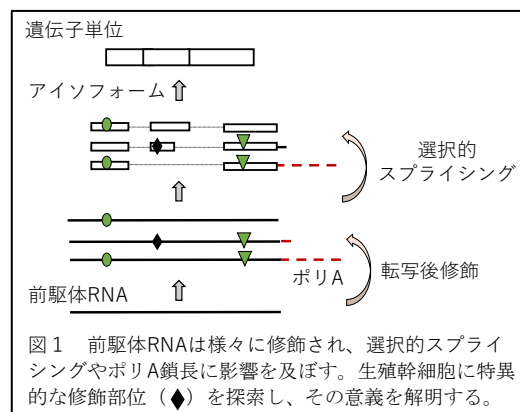 遺伝子単位
アイソフォーム
選択的
スプライシング
ポリA
転写後修飾
前駆体RNA
図１　前駆体RNAは様々に修飾され、選択的スプライ
シングやポリA鎖長に影響を及ぼす。生殖幹細胞に特異
的な修飾部位（♦）を探索し、その意義を解明する。